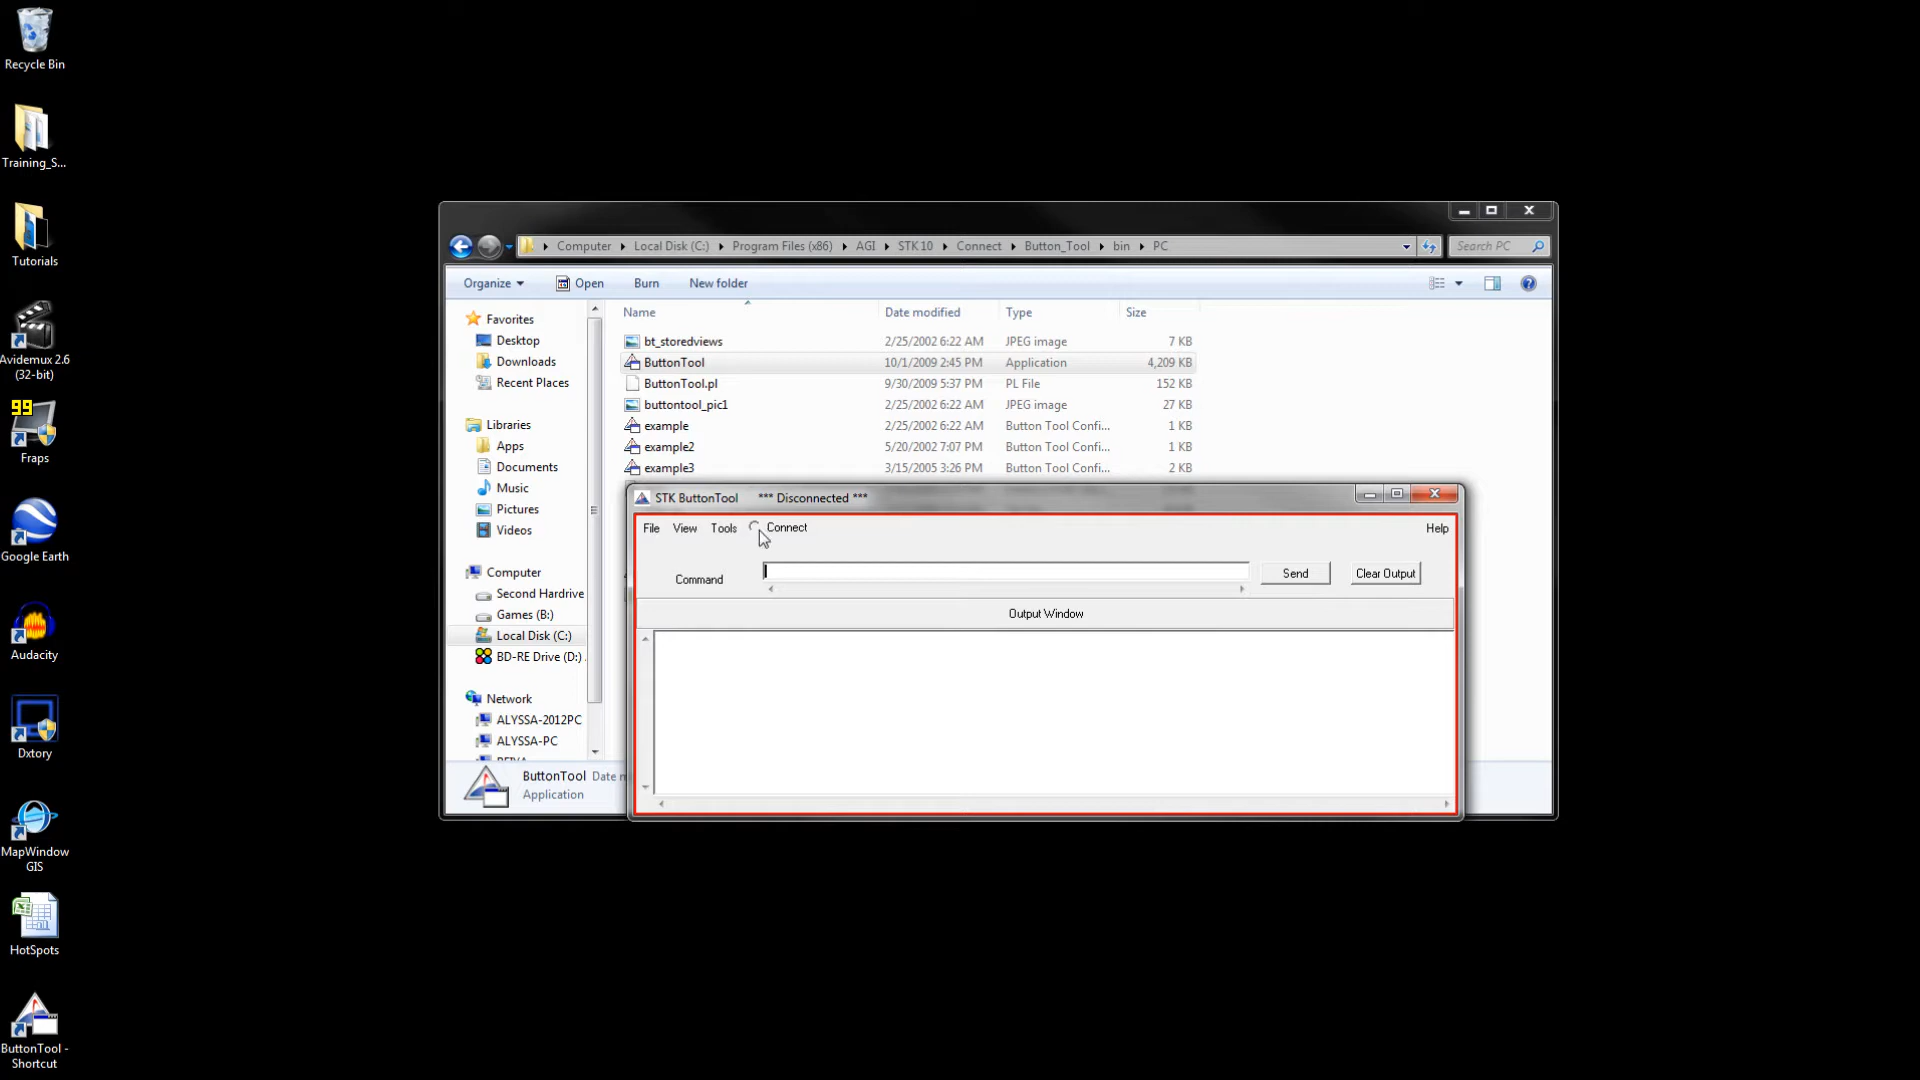 Recycle Bin
Training_S...
Tutorials
Avidemux 2.6
(32-bit)
99
Fraps
Google Earth
Audacity
Dxtory
MapWindow
GIS
HotSpots
ButtonTool -
Shortcut
Computer Local Disk (C:) Program Files (x86) AGI STK 10 Connect Button_Tool bin PC
Search PC
Organize Open Burn New folder
Favorites
Desktop
Downloads
Recent Places
Libraries
Apps
Documents
Music
Pictures
Videos
Computer
Second Hardrive
Games (B:)
Local Disk (C:)
BD-RE Drive (D:)
Network
ALYSSA-2012PC
ALYSSA-PC
Name Date modified Type Size
bt_storedviews 2/25/2002 6:22 AM JPEG image 7 KB
ButtonTool 10/1/2009 2:45 PM Application 4,209 KB
ButtonTool.pl 9/30/2009 5:37 PM PL File 152 KB
buttontool_pic1 2/25/2002 6:22 AM JPEG image 27 KB
example 2/25/2002 6:22 AM Button Tool Confi... 1 KB
example2 5/20/2002 7:07 PM Button Tool Confi... 1 KB
example3 3/15/2005 3:26 PM Button Tool Confi... 2 KB
ButtonTool Date m
Application
STK ButtonTool *** Disconnected ***
File View Tools Connect Help
Command Send Clear Output
Output Window